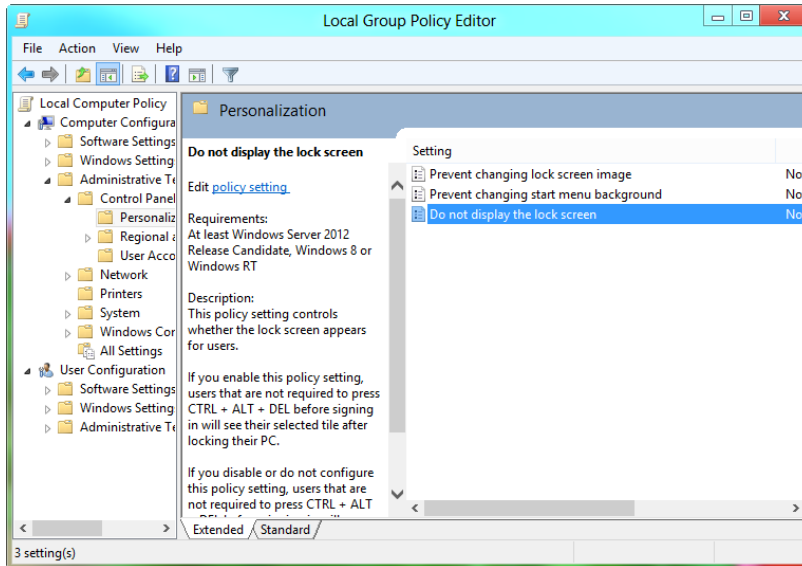 Local Group Policy Editor
File Action View Help
Local Computer Policy
Computer Configura
Software Settings
Windows Setting
Administrative Te
Control Panel
Personaliz
Regional a
User Acco
Network
Printers
System
Windows Cor
All Settings
User Configuration
Software Settings
Windows Setting
Administrative Te
Personalization
Do not display the lock screen
Edit policy setting
Requirements:
At least Windows Server 2012
Release Candidate, Windows 8 or
Windows RT
Description:
This policy setting controls
whether the lock screen appears
for users.
If you enable this policy setting,
users that are not required to press
CTRL + ALT + DEL before signing
in will see their selected tile after
locking their PC.
If you disable or do not configure
this policy setting, users that are
not required to press CTRL + ALT
Setting
Prevent changing lock screen image No
Prevent changing start menu background No
Do not display the lock screen No
Extended Standard
3 setting(s)